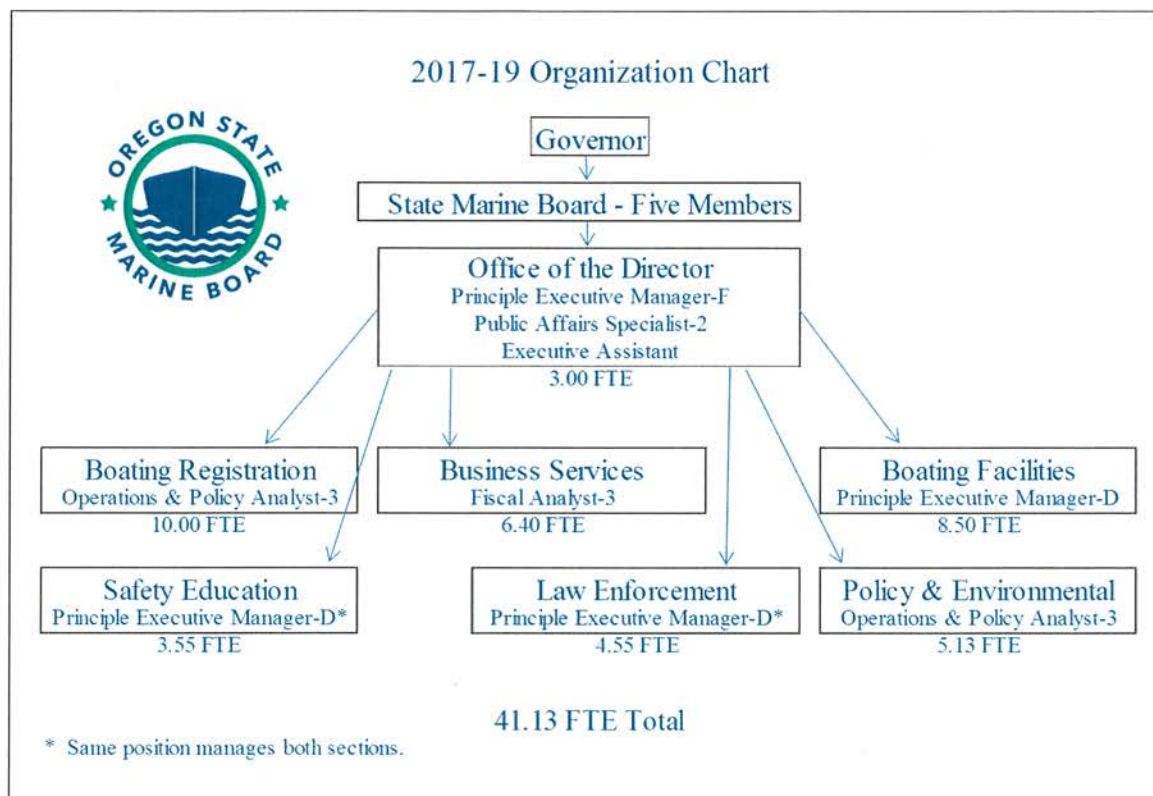 2017-19 Organization Chart
OREGON STATE
MARINE BOARD
Governor
State Marine Board - Five Members
Office of the Director
Principle Executive Manager-F
Public Affairs Specialist-2
Executive Assistant
3.00 FTE
Boating Registration
Operations & Policy Analyst-3
10.00 FTE
Business Services
Fiscal Analyst-3
6.40 FTE
Boating Facilities
Principle Executive Manager-D
8.50 FTE
Safety Education
Principle Executive Manager-D*
3.55 FTE
Law Enforcement
Principle Executive Manager-D*
4.55 FTE
Policy & Environmental
Operations & Policy Analyst-3
5.13 FTE
41.13 FTE Total
* Same position manages both sections.